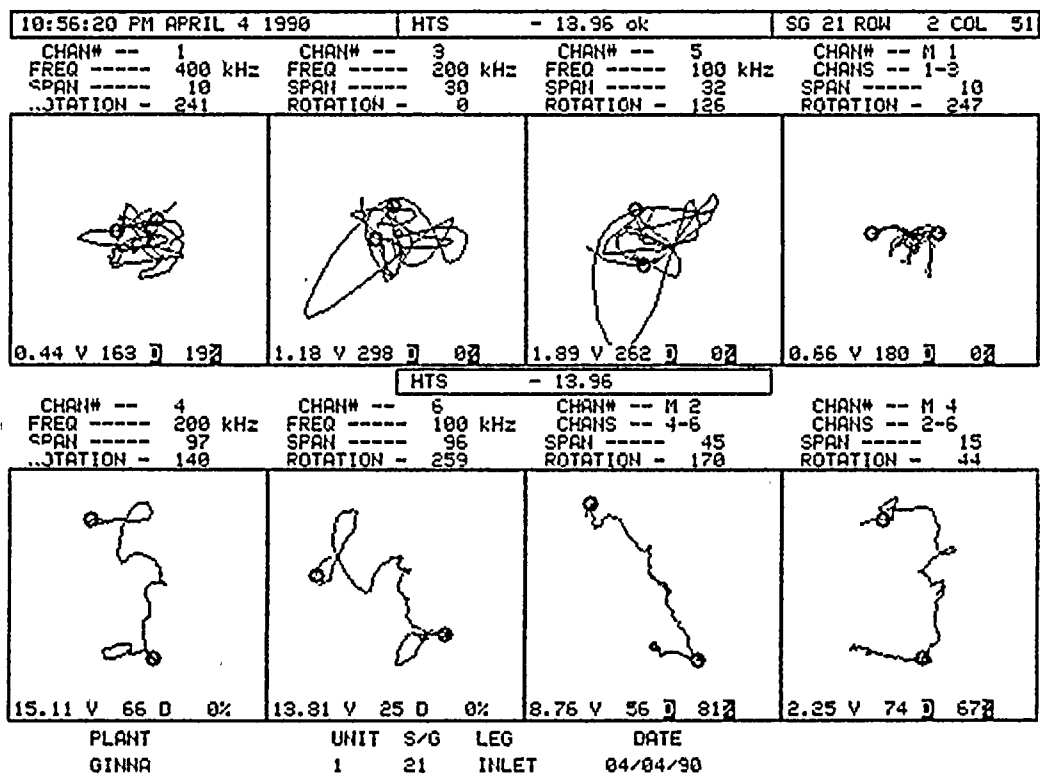 10:56:20 PM APRIL 4 1990 HTS - 13.96 ok SG 21 ROW 2 COL 51
CHAN# -- 1 CHAN# -- 3 CHAN# -- 5 CHAN# -- M 1
FREQ ----- 400 kHz FREQ ----- 200 kHz FREQ ----- 100 kHz CHANS -- 1-3
SPAN ----- 10 SPAN ----- 30 SPAN ----- 32 SPAN ----- 10
..OTATION - 241 ROTATION - 0 ROTATION - 126 ROTATION - 247
0.44 V 163 D 19% 1.18 V 298 D 0% 1.89 V 262 D 0% 0.66 V 180 D 0%
HTS - 13.96
CHAN# -- 4 CHAN# -- 6 CHAN# -- M 2 CHAN# -- M 4
FREQ ----- 200 kHz FREQ ----- 100 kHz CHANS -- 4-6 CHANS -- 2-6
SPAN ----- 97 SPAN ----- 96 SPAN ----- 45 SPAN ----- 15
..OTATION - 140 ROTATION - 259 ROTATION - 170 ROTATION - 44
15.11 V 66 D 0% 13.81 V 25 D 0% 8.76 V 56 D 81% 2.25 V 74 D 67%
PLANT UNIT S/G LEG DATE
GINNA 1 21 INLET 04/04/90